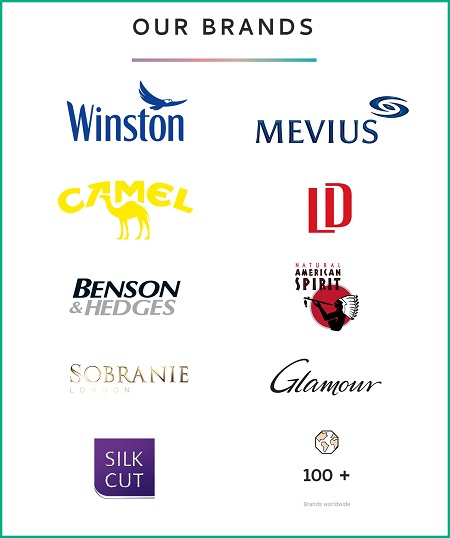 OUR BRANDS
Winston
MEVIUS
CAMEL
LD
BENSON
& HEDGES
NATURAL
AMERICAN
SPIRIT
SOBRANIE
LONDON
Glamour
SILK
CUT
100 +
Brands worldwide